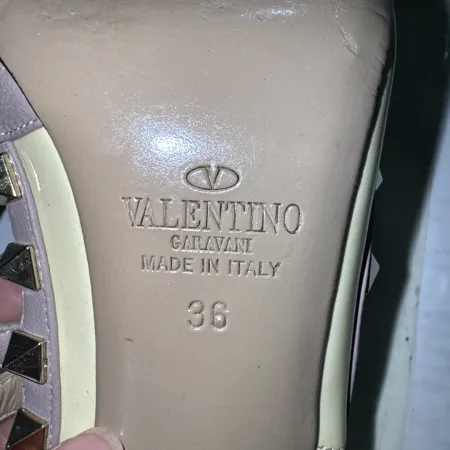 V
VALENTINO
GARAVANI
MADE IN ITALY
36